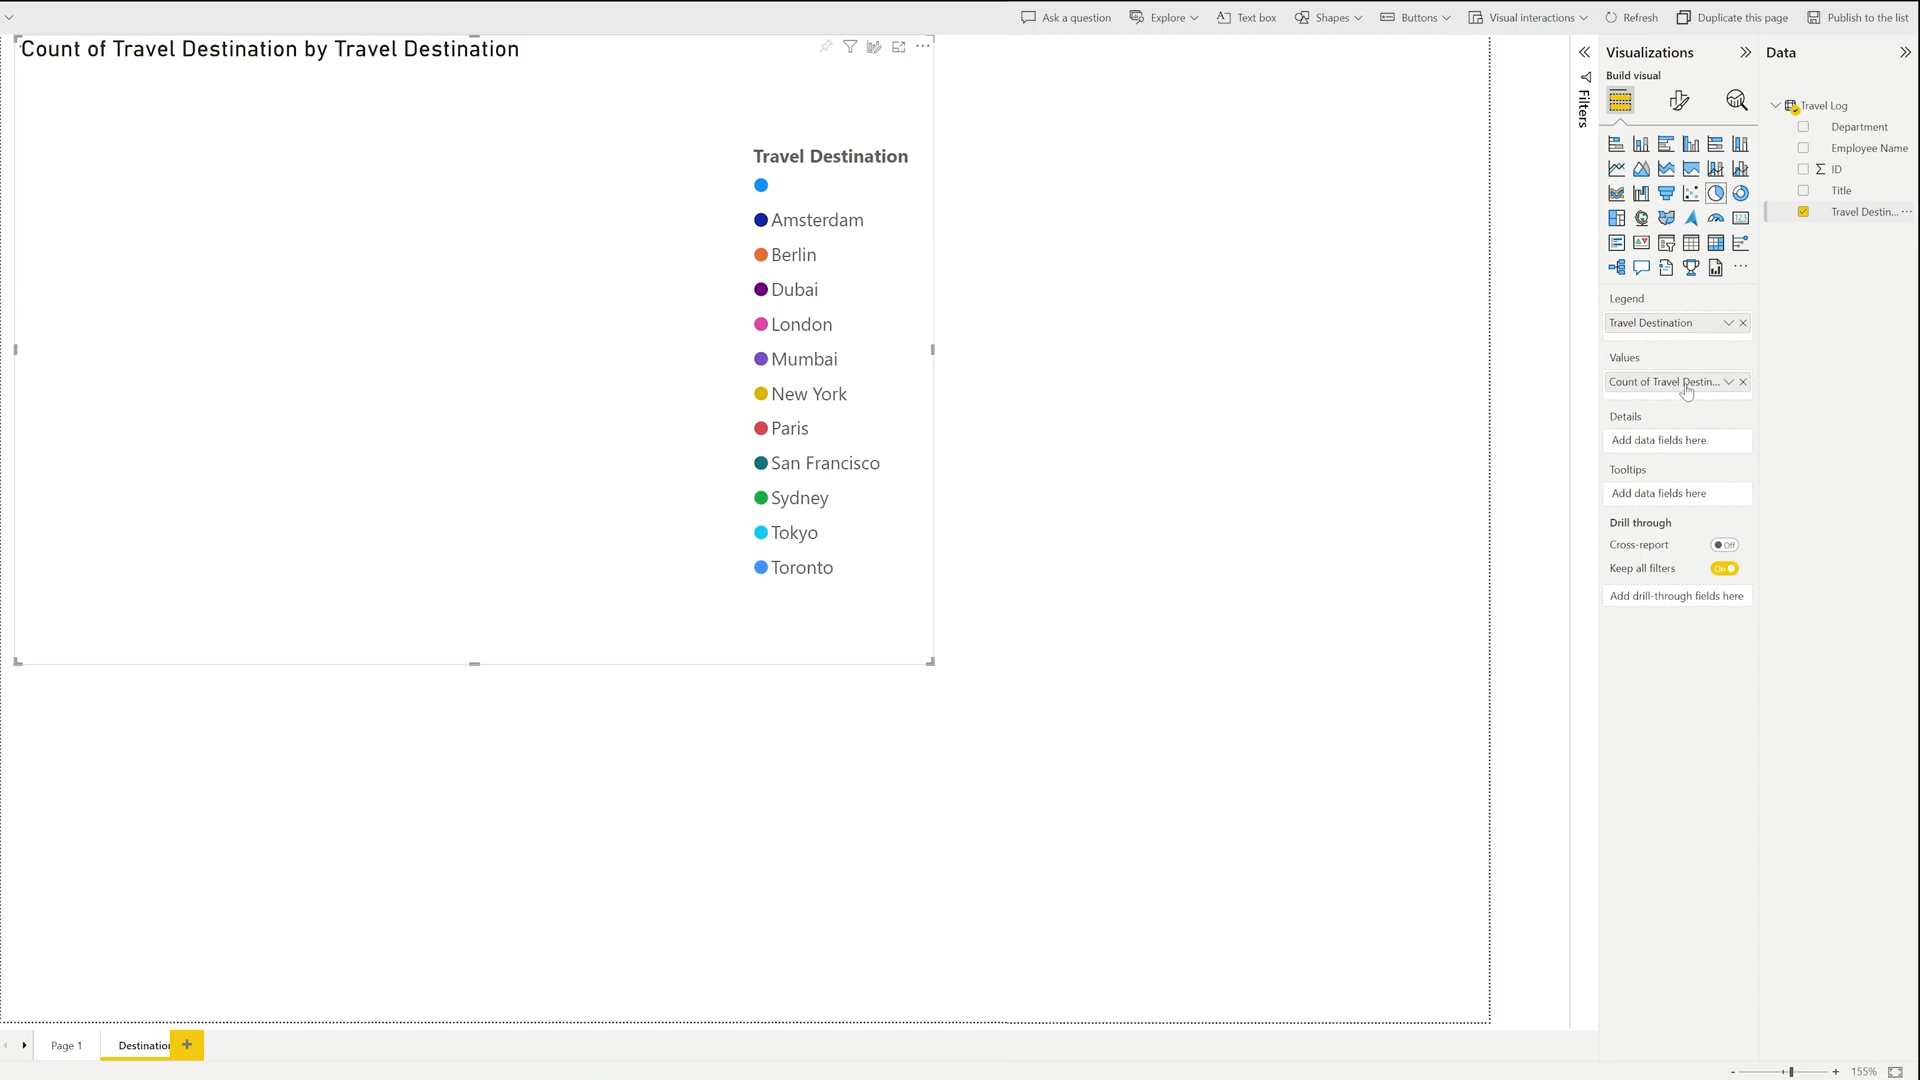 Ask a question
Explore
Text box
Shapes
Buttons
Visual interactions
Refresh
Duplicate this page
Publish to the list
Count of Travel Destination by Travel Destination
Travel Destination
Amsterdam
Berlin
Dubai
London
Mumbai
New York
Paris
San Francisco
Sydney
Tokyo
Toronto
Filters
Visualizations
Build visual
123
Legend
Travel Destination
Values
Count of Travel Destin...
Details
Add data fields here
Tooltips
Add data fields here
Drill through
Cross-report
Off
Keep all filters
On
Add drill-through fields here
Data
Travel Log
Department
Employee Name
Σ ID
Title
Travel Destin... ...
Page 1
Destination
+
- + 155%